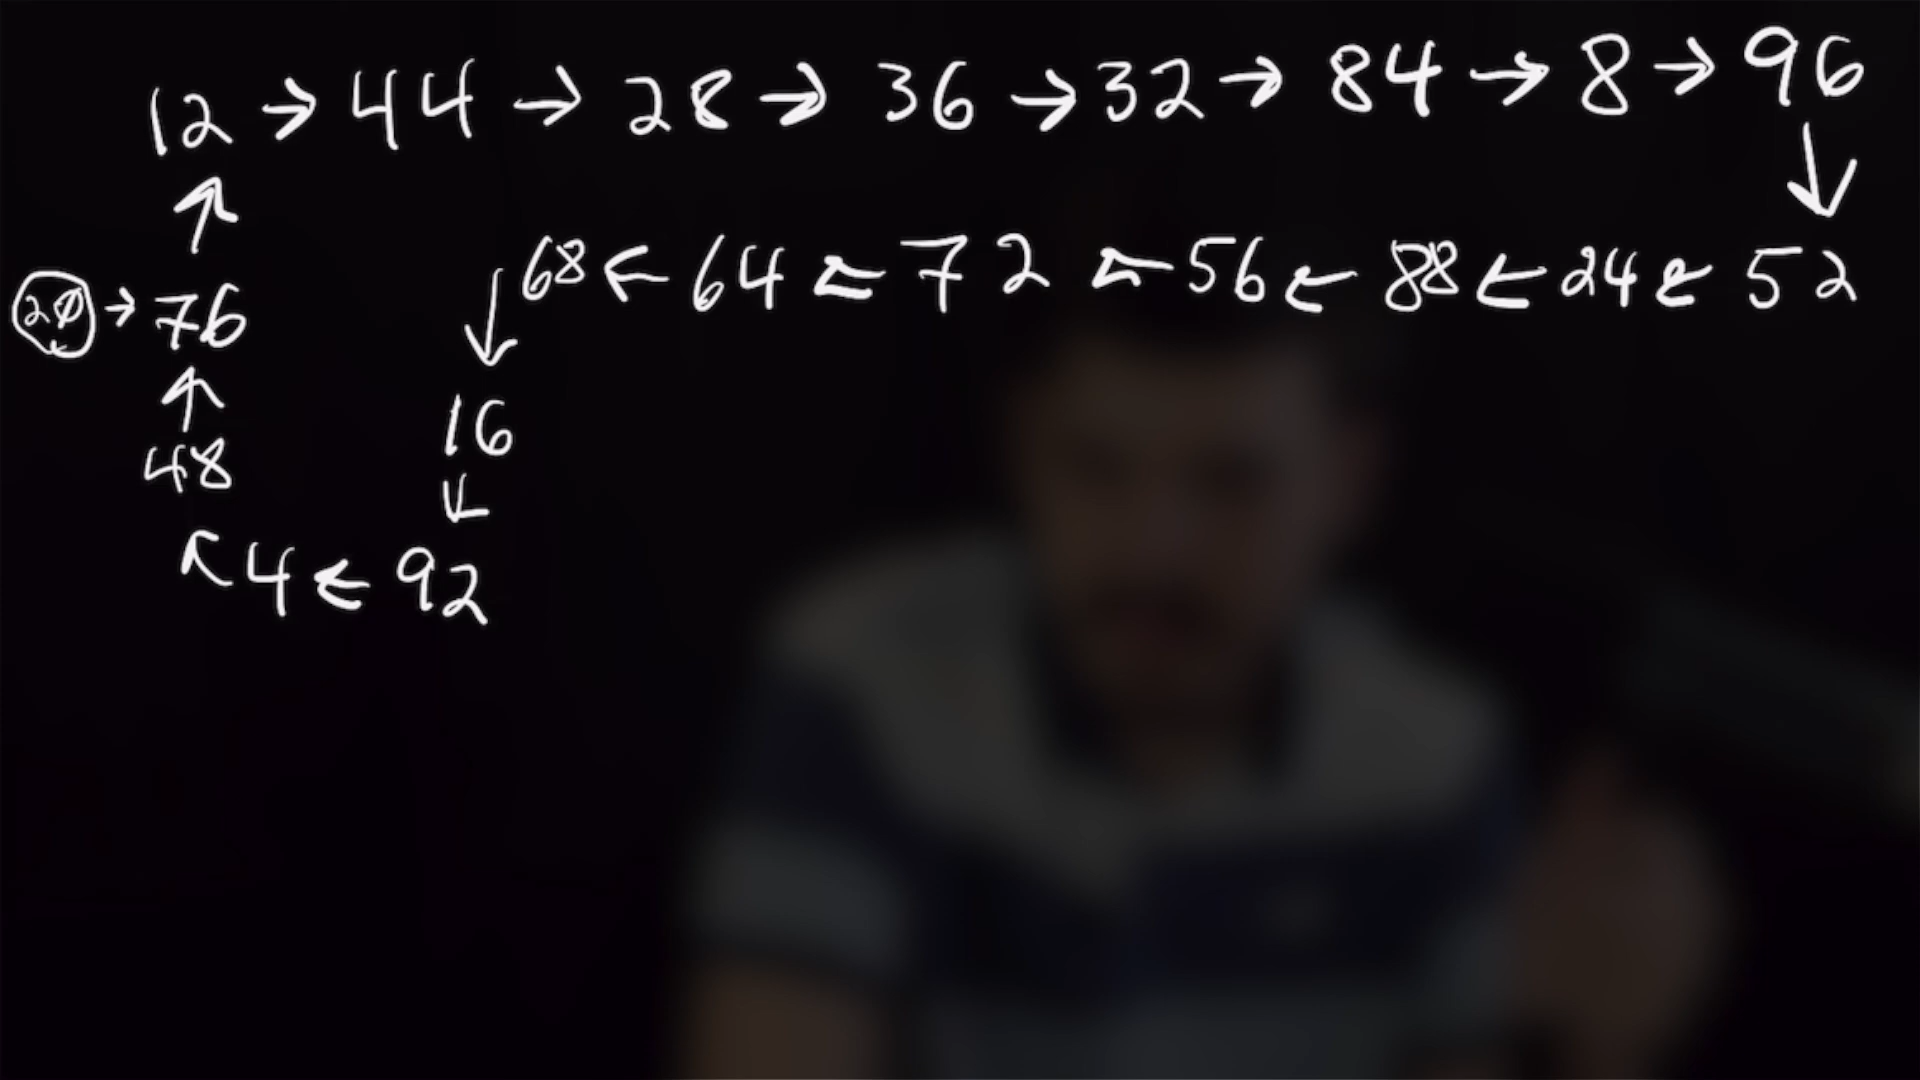 12 → 44 → 28 → 36 → 32 → 84 → 8 → 96
↑ ↓
68 ← 64 ← 72 ← 56 ← 88 ← 24 ← 52
20 → 76 ↓
↑ 16
48 ↓
↖ 4 ← 92